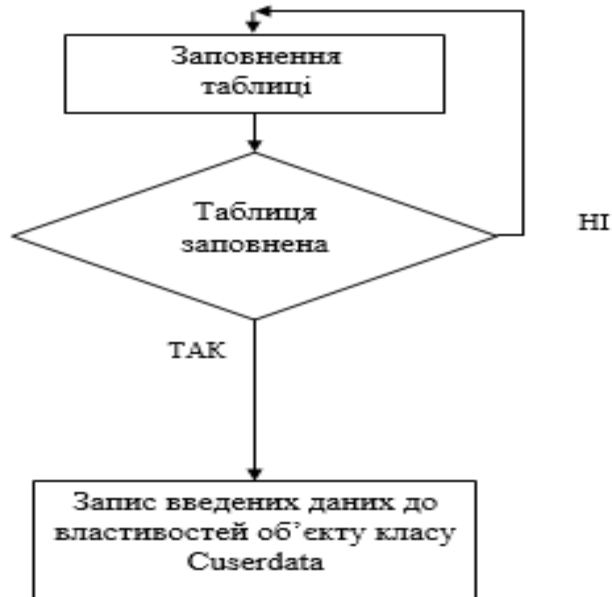 Заповнення
таблиці
Таблиця
заповнена
НІ
ТАК
Запис введених даних до
властивостей об’єкту класу
Cuserdata